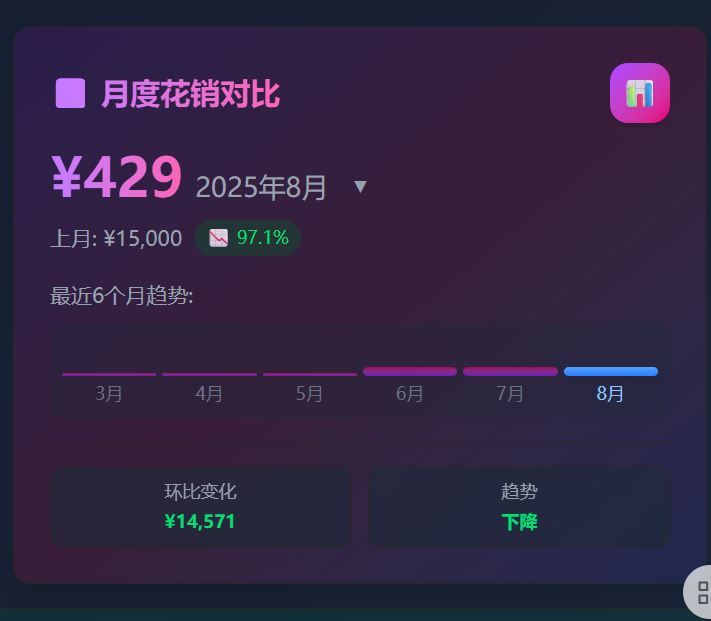 月度花销对比
¥429 2025年8月 ▼
上月: ¥15,000 97.1%
最近6个月趋势:
3月 4月 5月 6月 7月 8月
环比变化 趋势
¥14,571 下降